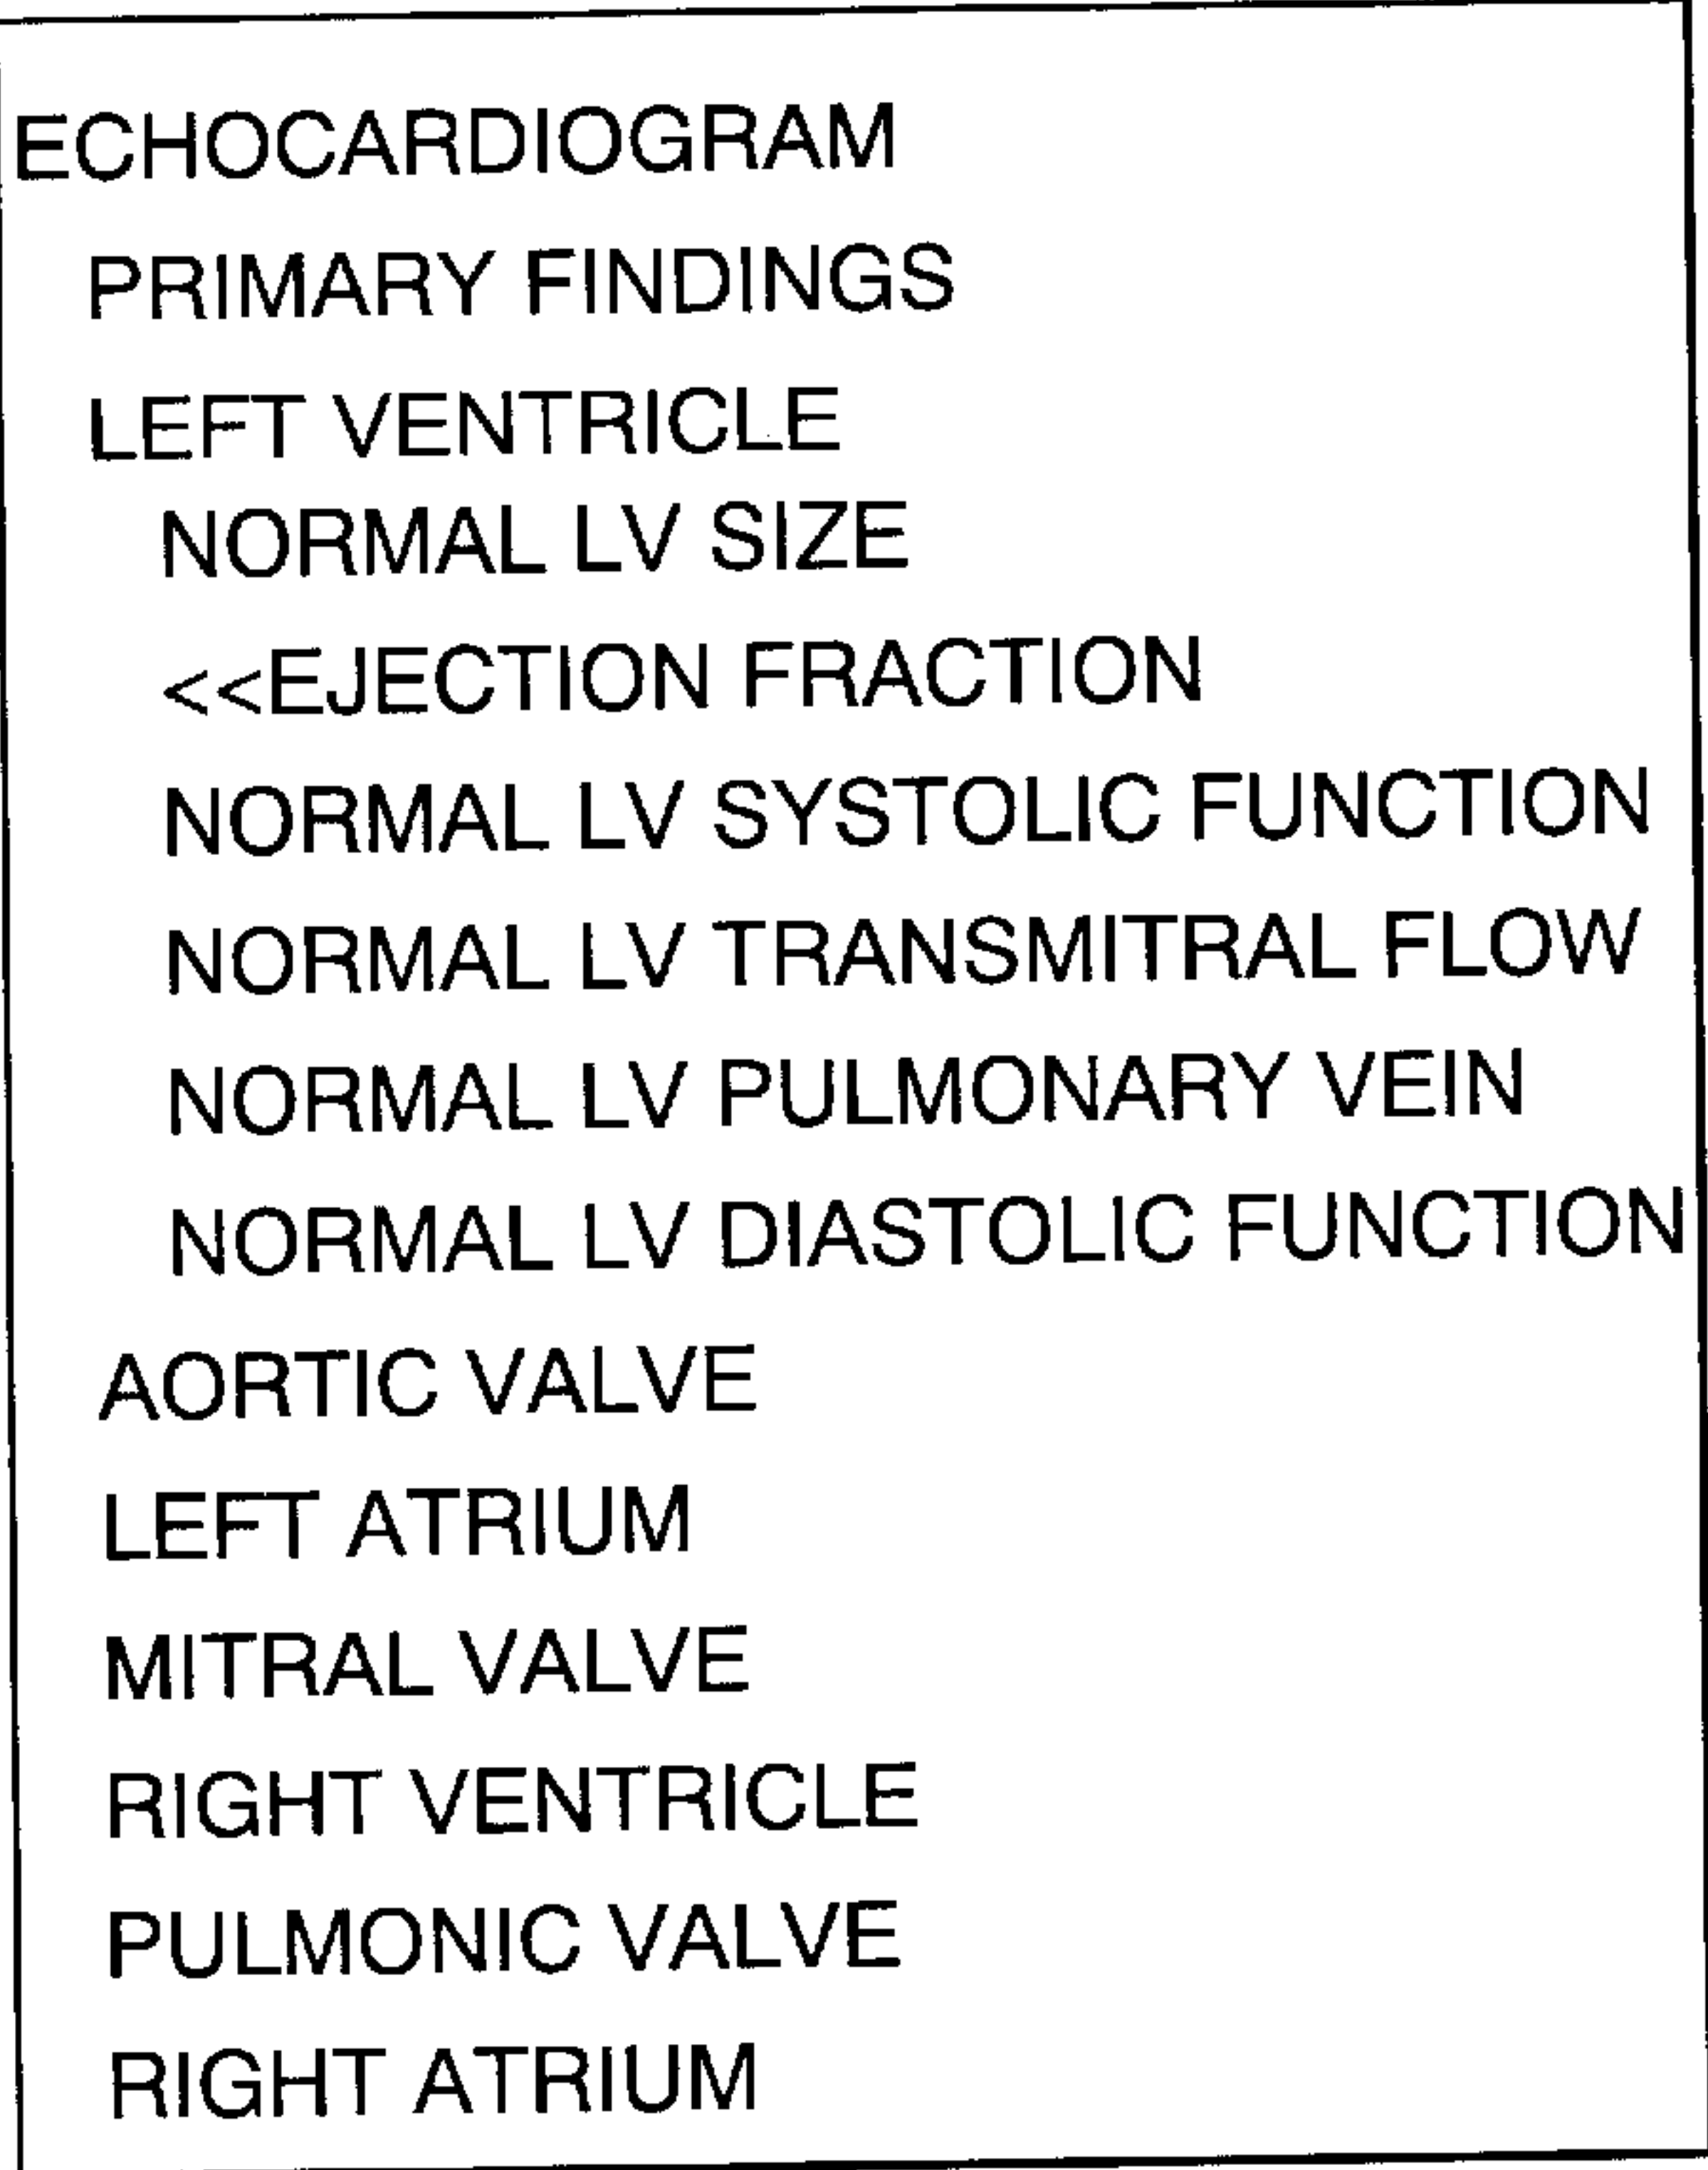 ECHOCARDIOGRAM
PRIMARY FINDINGS
LEFT VENTRICLE
NORMAL LV SIZE
<<EJECTION FRACTION
NORMAL LV SYSTOLIC FUNCTION
NORMAL LV TRANSMITRAL FLOW
NORMAL LV PULMONARY VEIN
NORMAL LV DIASTOLIC FUNCTION
AORTIC VALVE
LEFT ATRIUM
MITRAL VALVE
RIGHT VENTRICLE
PULMONIC VALVE
RIGHT ATRIUM